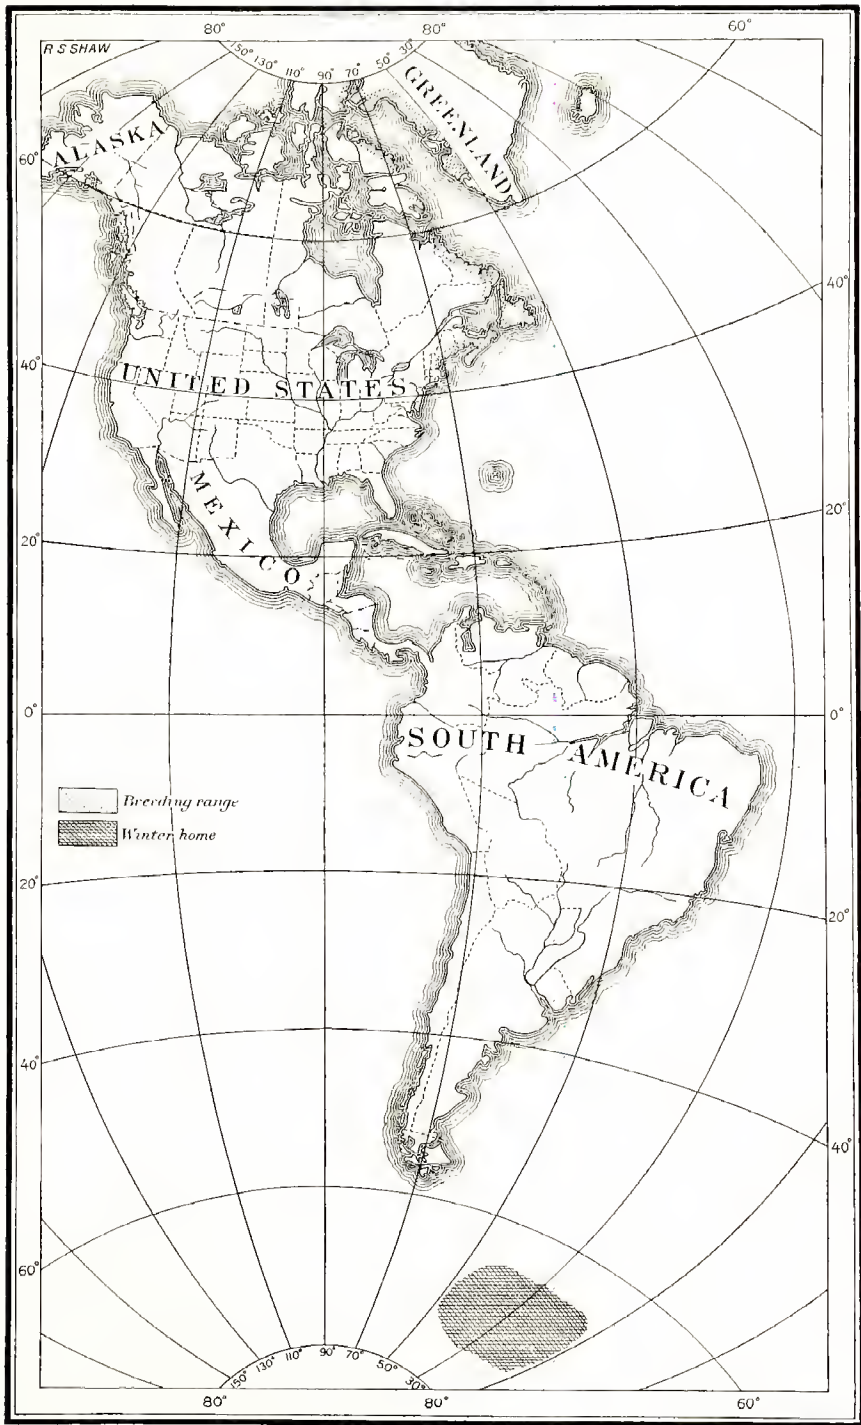 80° 80° 60°
R S SHAW
150° 130° 110° 90° 70° 50° 30°
GREENLAND
ALASKA
60°
40°
40°
UNITED STATES
MEXICO
20°
20°
0°
0°
SOUTH AMERICA
Breeding range
Winter home
20°
20°
40°
40°
60°
150° 130° 110° 90° 70° 50° 30°
80° 80° 60°